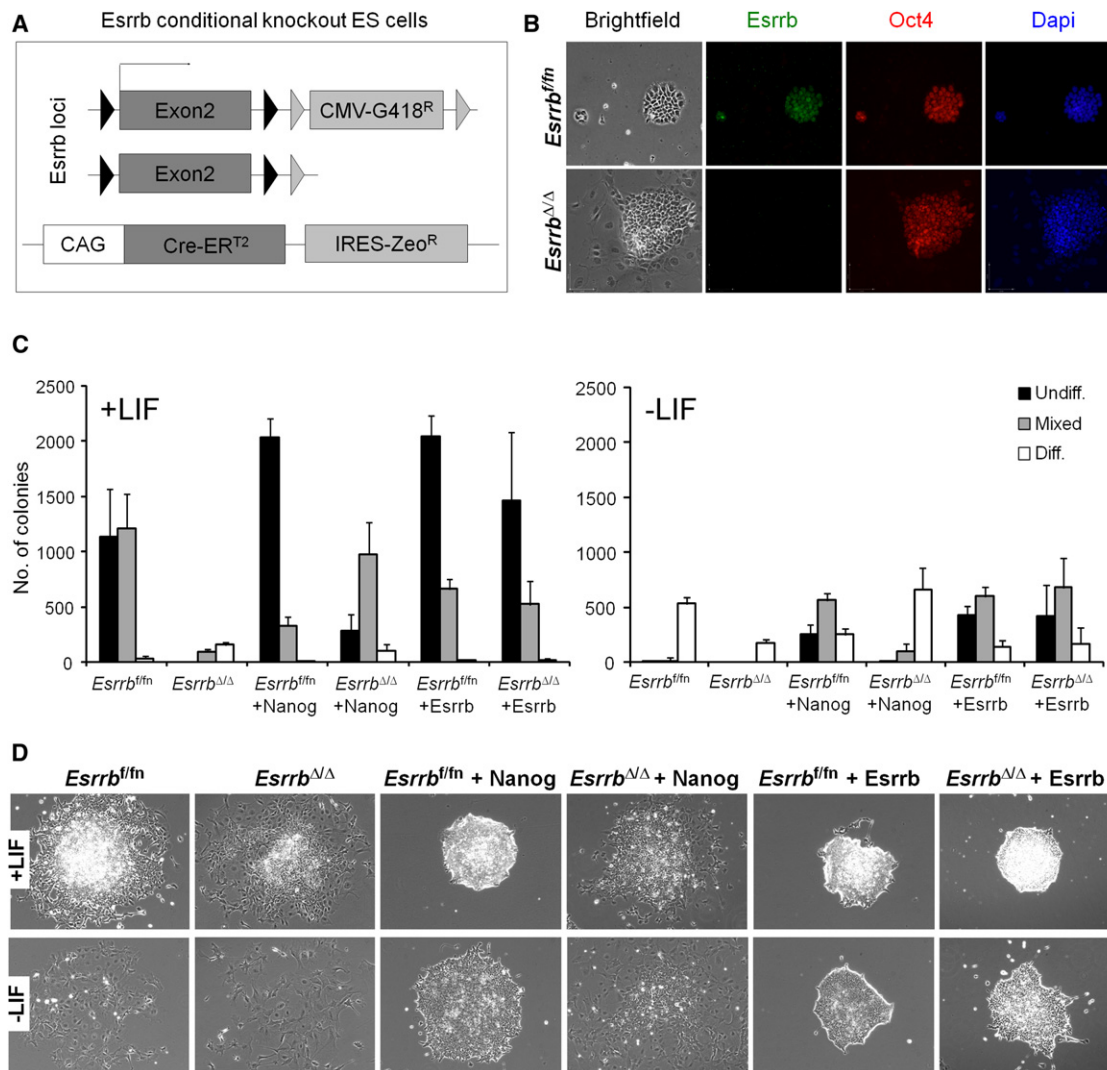 A
Esrrb conditional knockout ES cells
Esrrb loci
Exon2
CMV-G418R
Exon2
CAG
Cre-ERT2
IRES-ZeoR
B
Brightfield Esrrb Oct4 Dapi
Esrrbf/fn
EsrrbΔ/Δ
C
No. of colonies
+LIF
2500
2000
1500
1000
500
0
Esrrbf/fn EsrrbΔ/Δ Esrrbf/fn EsrrbΔ/Δ Esrrbf/fn EsrrbΔ/Δ
+Nanog +Nanog +Esrrb +Esrrb
-LIF
Undiff.
Mixed
Diff.
2500
2000
1500
1000
500
0
Esrrbf/fn EsrrbΔ/Δ Esrrbf/fn EsrrbΔ/Δ Esrrbf/fn EsrrbΔ/Δ
+Nanog +Nanog +Esrrb +Esrrb
D
Esrrbf/fn EsrrbΔ/Δ Esrrbf/fn + Nanog EsrrbΔ/Δ + Nanog Esrrbf/fn + Esrrb EsrrbΔ/Δ + Esrrb
+LIF
-LIF